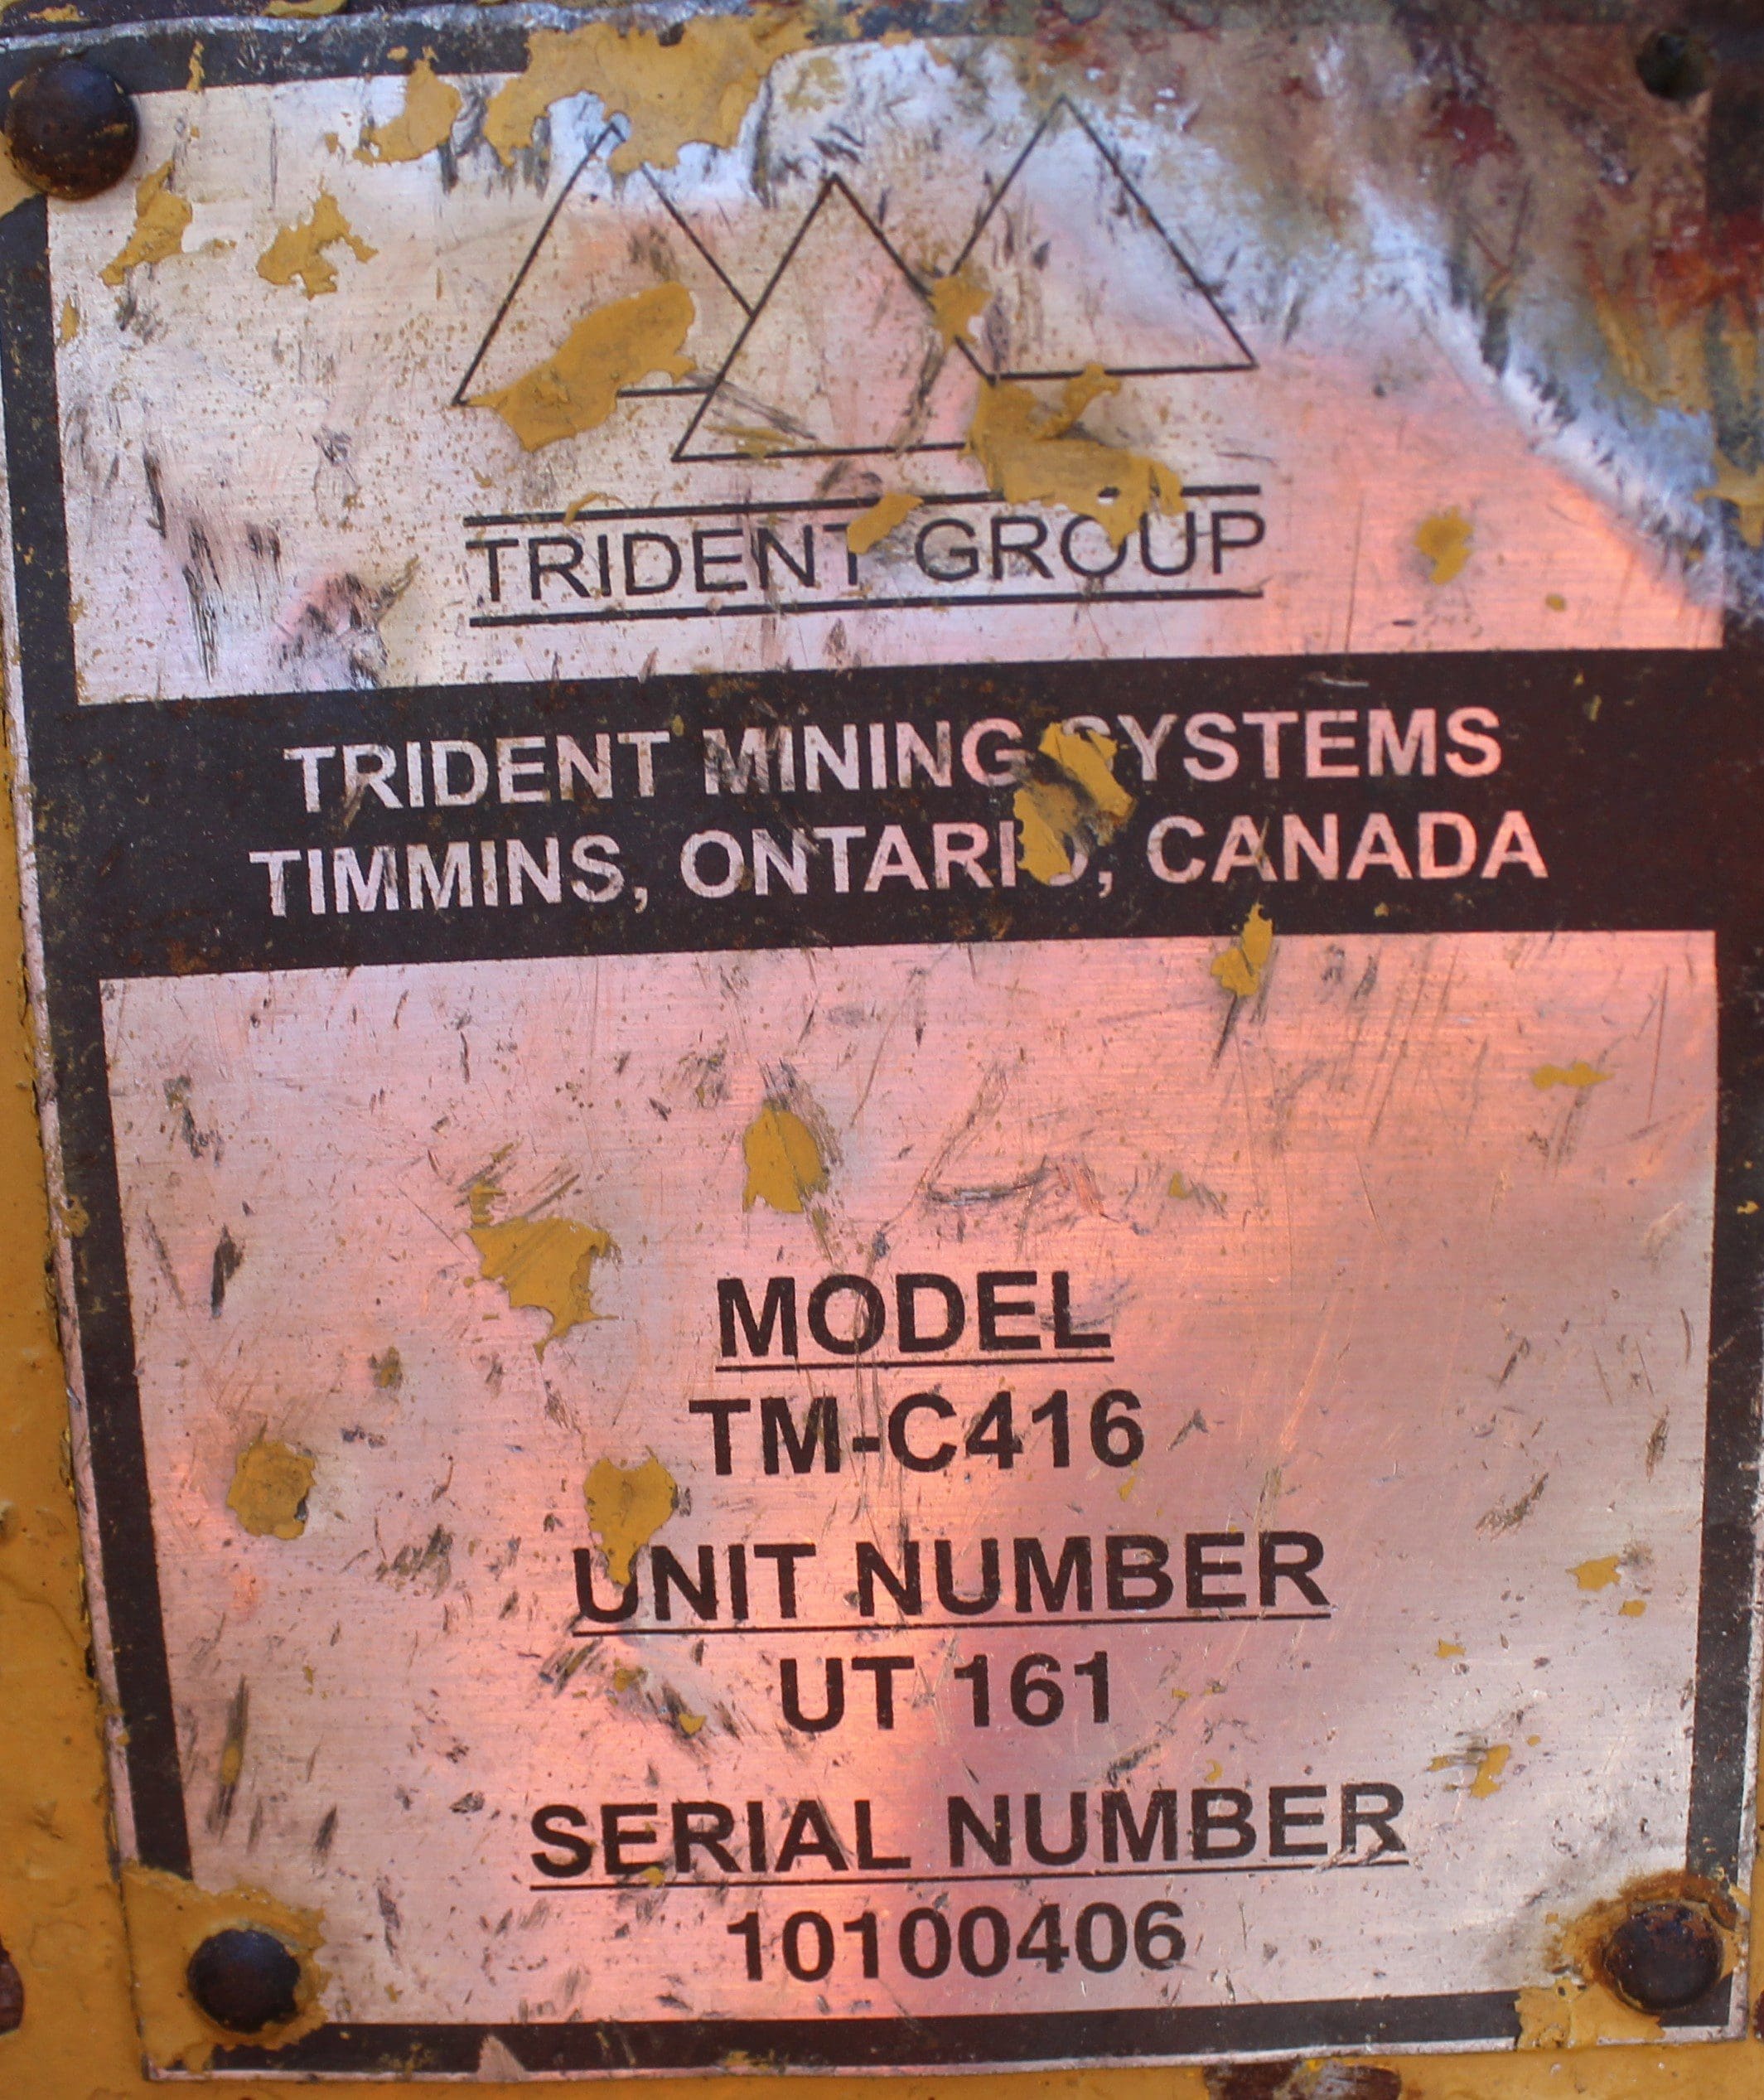 TRIDENT GROUP
TRIDENT MINING SYSTEMS
TIMMINS, ONTARIO, CANADA
MODEL
TM-C416
UNIT NUMBER
UT 161
SERIAL NUMBER
10100406